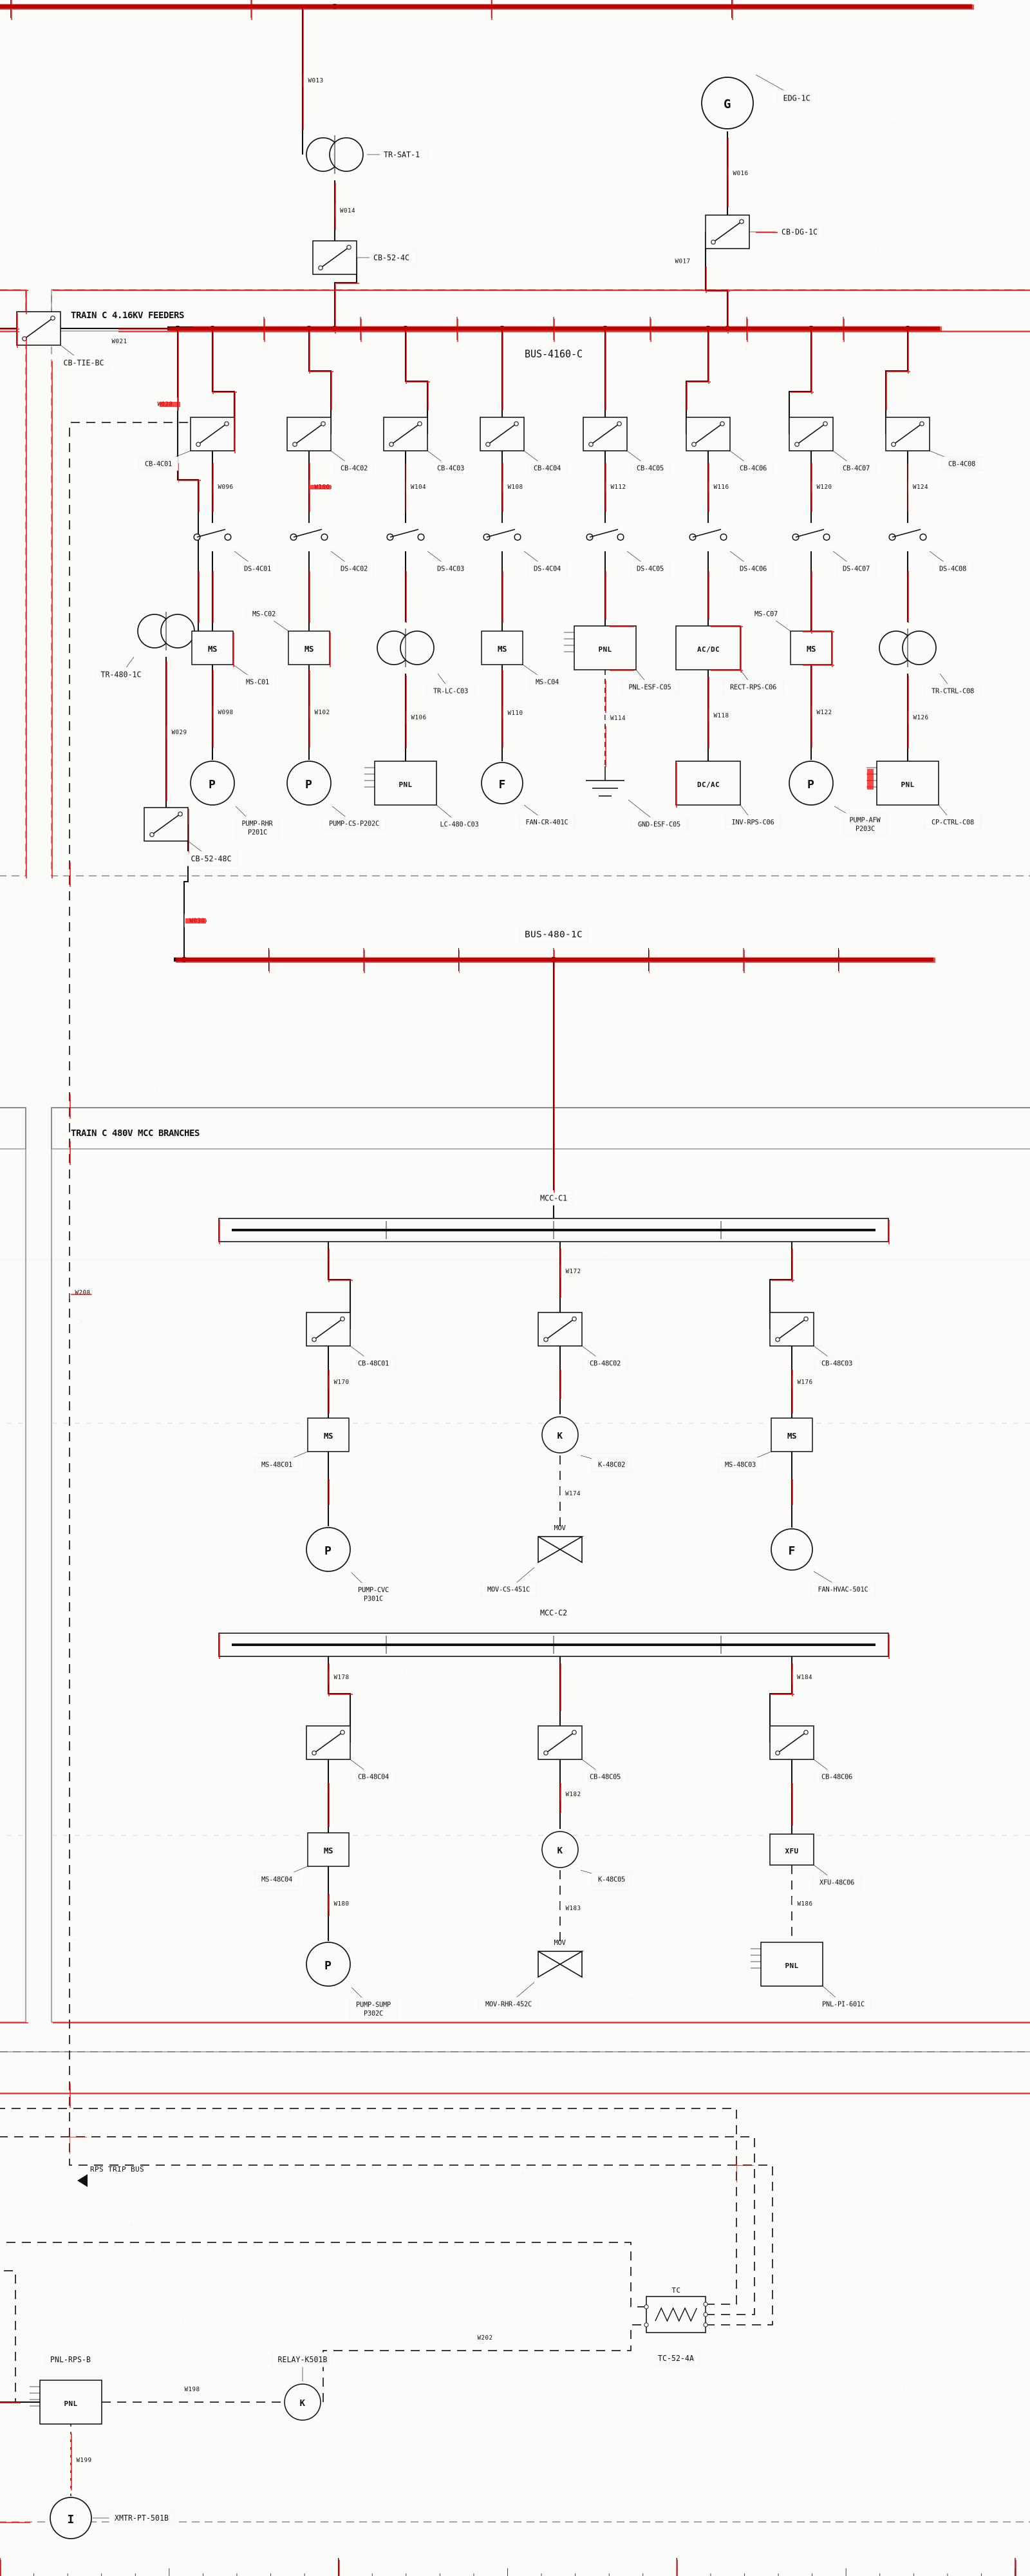 W013
G
EDG-1C
TR-SAT-1
W016
W014
CB-DG-1C
CB-52-4C
W017
TRAIN C 4.16KV FEEDERS
W021
BUS-4160-C
CB-TIE-BC
CB-4C01
CB-4C02
CB-4C03
CB-4C04
CB-4C05
CB-4C06
CB-4C07
CB-4C08
W096
W104
W108
W112
W116
W120
W124
DS-4C01
DS-4C02
DS-4C03
DS-4C04
DS-4C05
DS-4C06
DS-4C07
DS-4C08
MS-C02
MS-C07
MS
MS
MS
PNL
AC/DC
MS
TR-480-1C
MS-C01
TR-LC-C03
MS-C04
PNL-ESF-C05
RECT-RPS-C06
TR-CTRL-C08
W029
W098
W102
W106
W110
W114
W118
W122
W126
P
P
PNL
F
DC/AC
P
PNL
PUMP-RHR
P201C
PUMP-CS-P202C
LC-480-C03
FAN-CR-401C
GND-ESF-C05
INV-RPS-C06
PUMP-AFW
P203C
CP-CTRL-C08
CB-52-48C
BUS-480-1C
TRAIN C 480V MCC BRANCHES
MCC-C1
W172
W208
CB-48C01
CB-48C02
CB-48C03
W170
W176
MS
K
MS
MS-48C01
K-48C02
MS-48C03
W174
MOV
P
F
PUMP-CVC
P301C
MOV-CS-451C
FAN-HVAC-501C
MCC-C2
W178
W184
CB-48C04
CB-48C05
CB-48C06
W182
MS
K
XFU
MS-48C04
K-48C05
XFU-48C06
W180
W183
W186
MOV
P
PNL
PUMP-SUMP
P302C
MOV-RHR-452C
PNL-PI-601C
RPS TRIP BUS
TC
W202
TC-52-4A
PNL-RPS-B
RELAY-K501B
W198
PNL
K
W199
I
XMTR-PT-501B